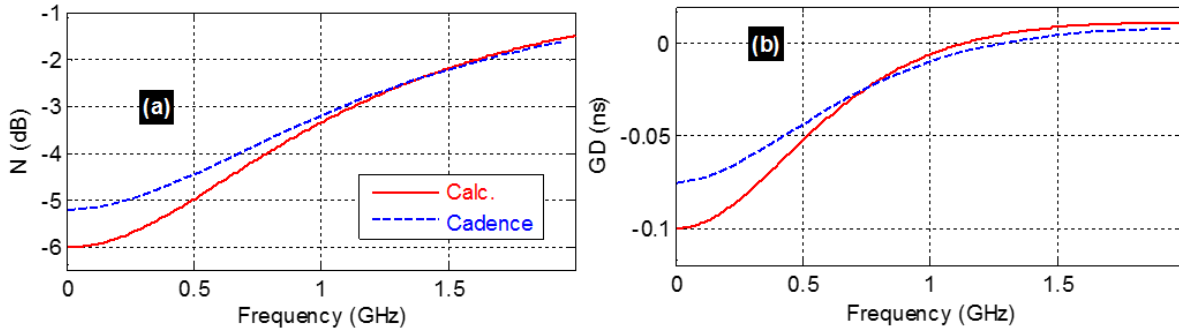 -1
-2
-3
-4
-5
-6
N (dB)
(a)
Calc.
Cadence
0 0.5 1 1.5
Frequency (GHz)
0
-0.05
-0.1
GD (ns)
(b)
0 0.5 1 1.5
Frequency (GHz)